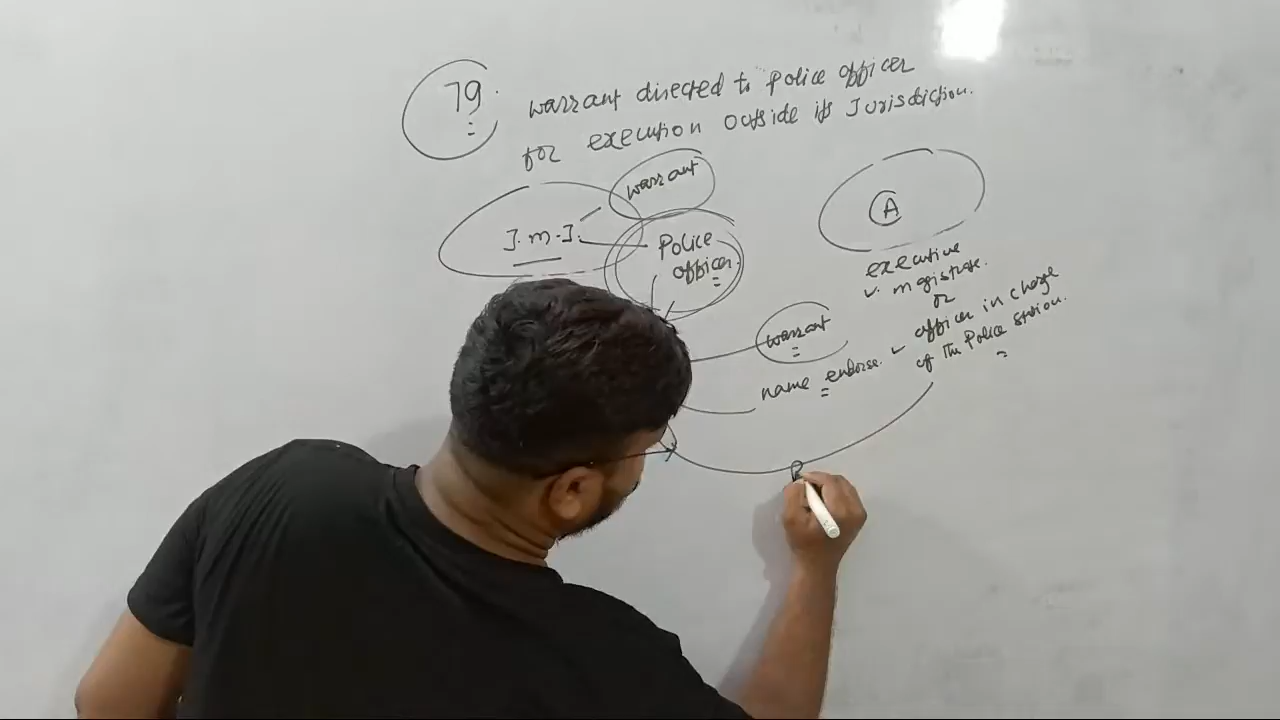 79.
warrant directed to police officer
for execution outside its Jurisdiction.
warrant
J.M.I.
Police
officer.
A
executive
magistrate.
or
officer in charge
of the Police station.
warrant
name endorse.
P